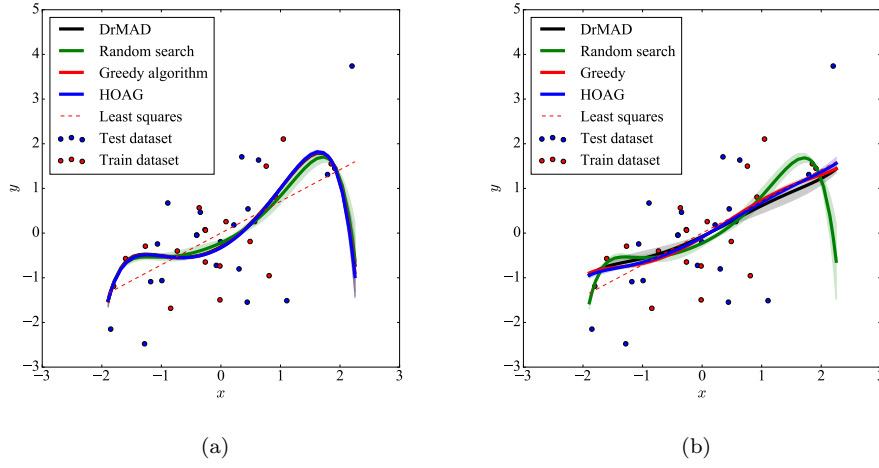 DrMAD
Random search
Greedy algorithm
HOAG
Least squares
Test dataset
Train dataset
5
4
3
2
1
0
−1
−2
−3
y
−3 −2 −1 0 1 2 3
x
(a)
DrMAD
Random search
Greedy
HOAG
Least squares
Test dataset
Train dataset
5
4
3
2
1
0
−1
−2
−3
y
−3 −2 −1 0 1 2 3
x
(b)